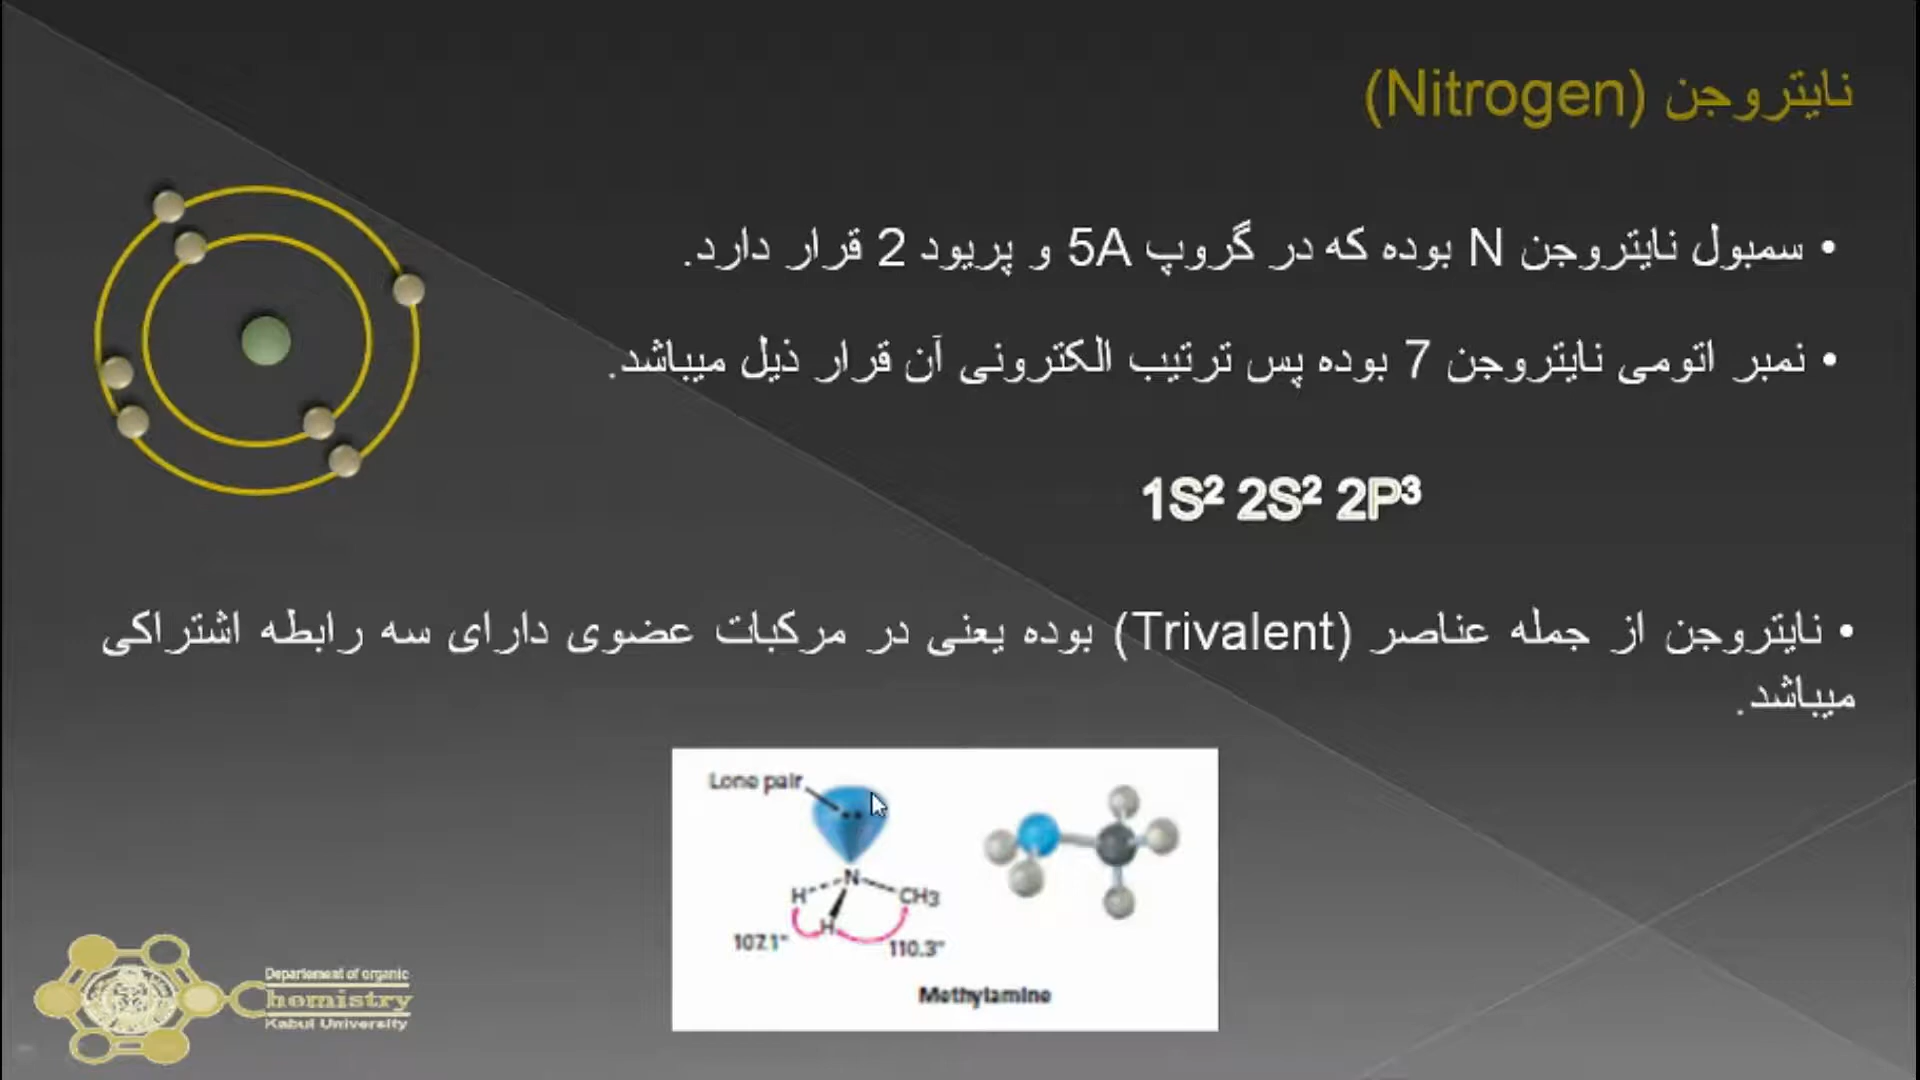 نایتروجن (Nitrogen)
• سمبول نایتروجن N بوده که در گروپ 5A و پریود 2 قرار دارد.
• نمبر اتومی نایتروجن 7 بوده پس ترتیب الکترونی آن قرار ذیل میباشد.
1S² 2S² 2P³
• نایتروجن از جمله عناصر (Trivalent) بوده یعنی در مرکبات عضوی دارای سه رابطه اشتراکی
میباشد.
Lone pair
N
H CH3
H
107.1° 110.3°
Methylamine
Departement of organic
Chemistry
Kabul University